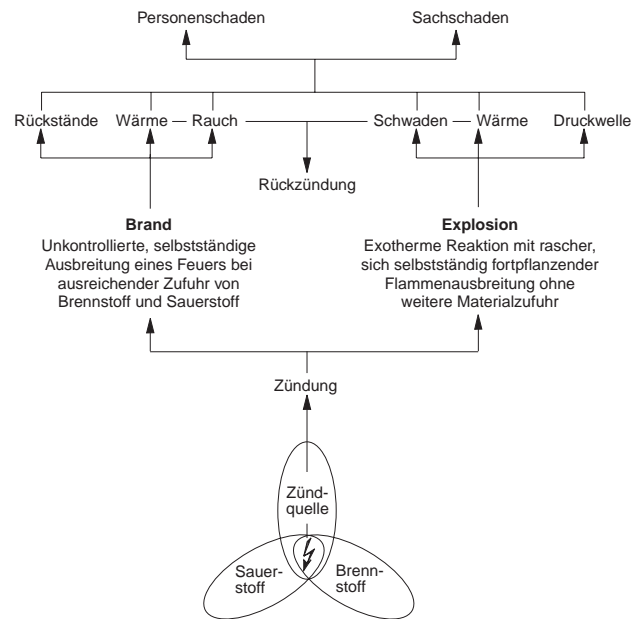 Personenschaden Sachschaden
Rückstände Wärme Rauch Schwaden Wärme Druckwelle
Rückzündung
Brand
Unkontrollierte, selbstständige
Ausbreitung eines Feuers bei
ausreichender Zufuhr von
Brennstoff und Sauerstoff
Explosion
Exotherme Reaktion mit rascher,
sich selbstständig fortpflanzender
Flammenausbreitung ohne
weitere Materialzufuhr
Zündung
Zünd-
quelle
Sauer-
stoff
Brenn-
stoff